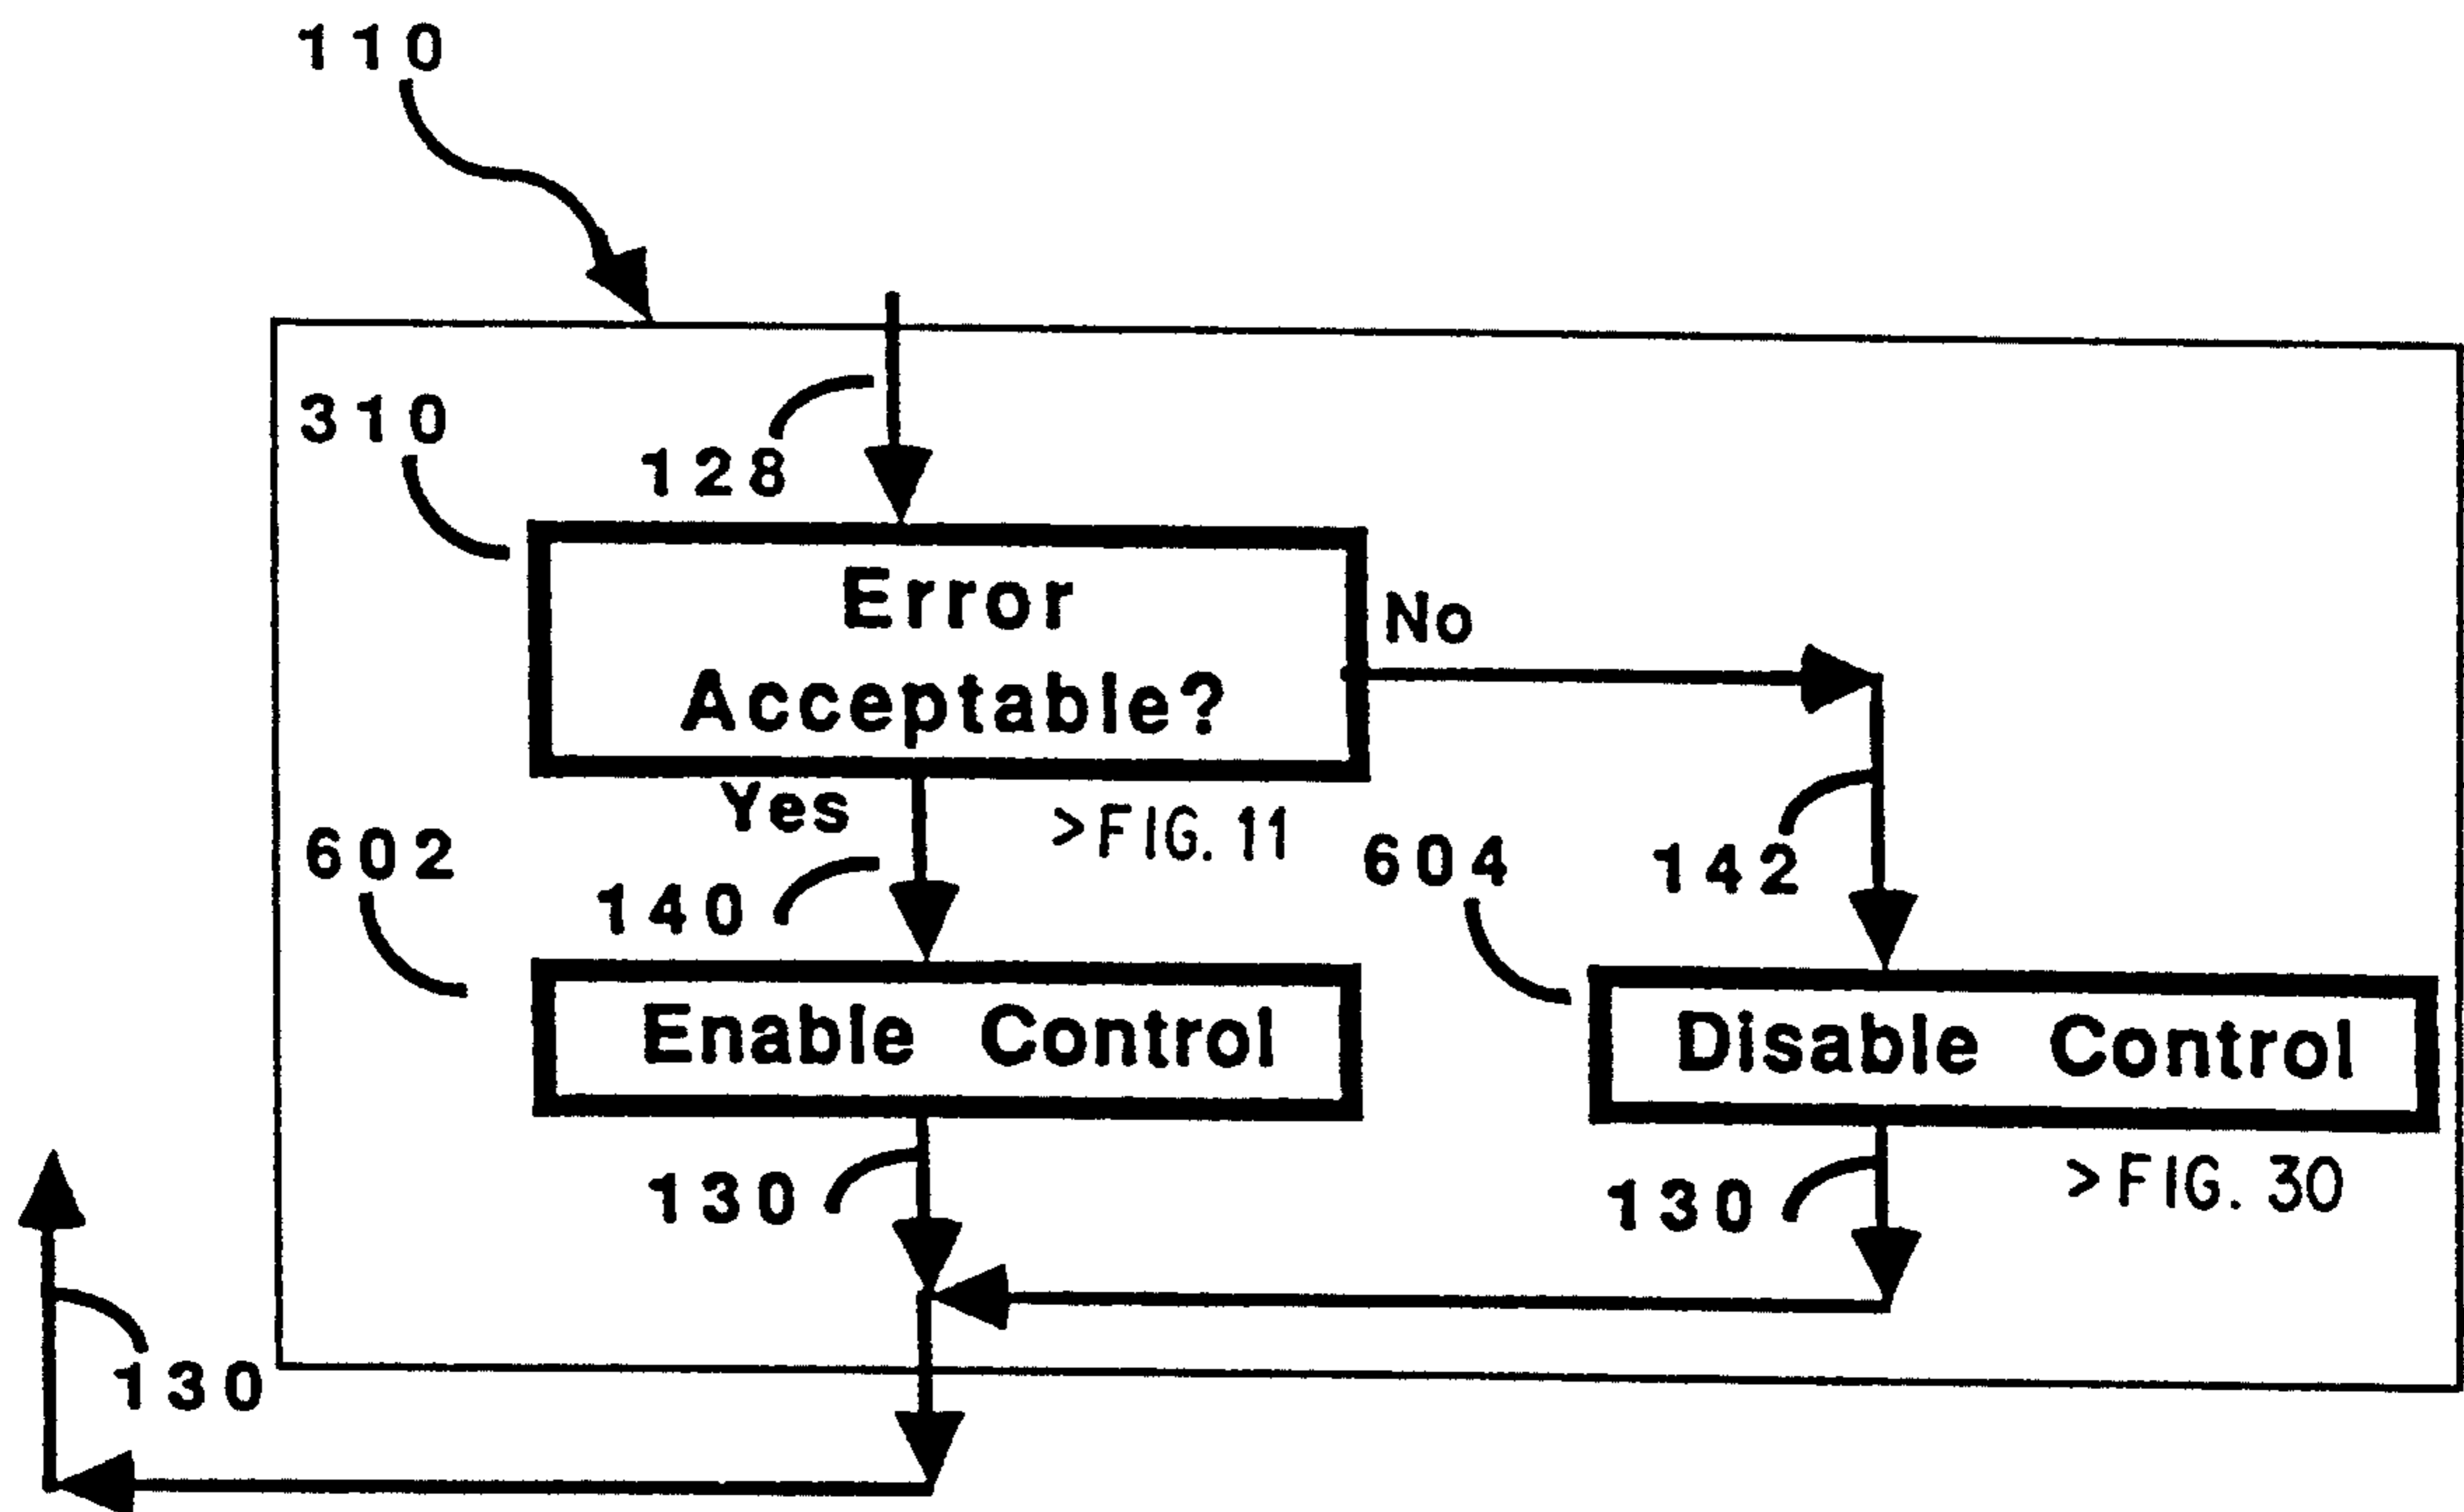 110
310
128
Error
Acceptable?
No
Yes
>FIG. 11
602
140
604
142
Enable Control
Disable Control
130
130
>FIG. 30
130